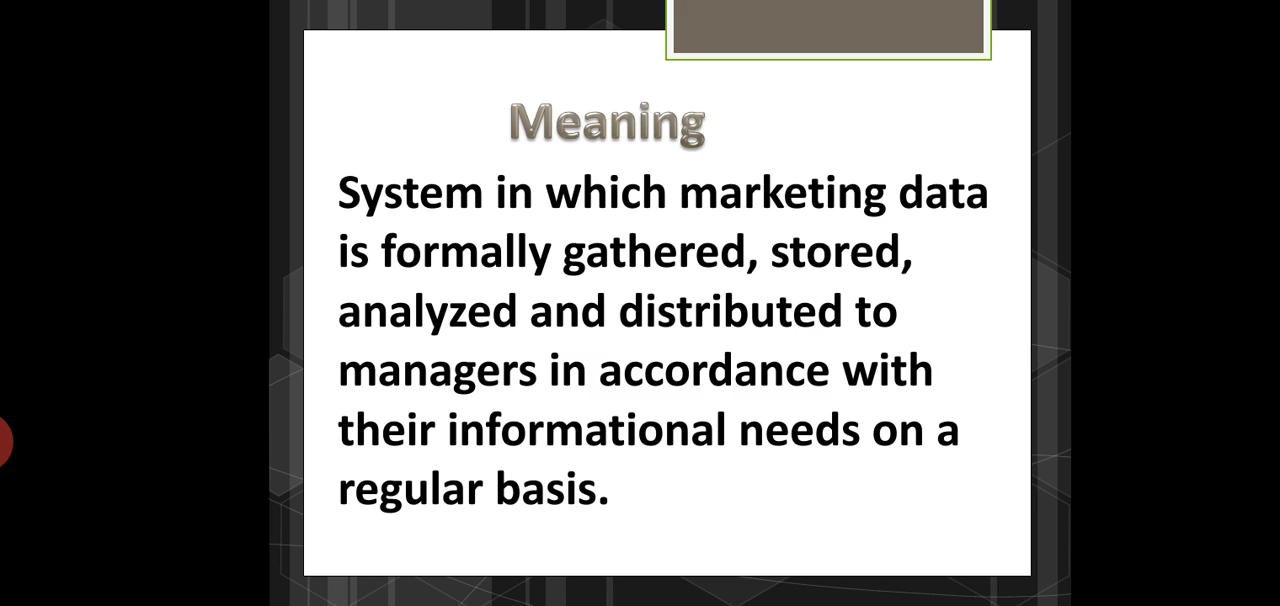 Meaning
System in which marketing data
is formally gathered, stored,
analyzed and distributed to
managers in accordance with
their informational needs on a
regular basis.